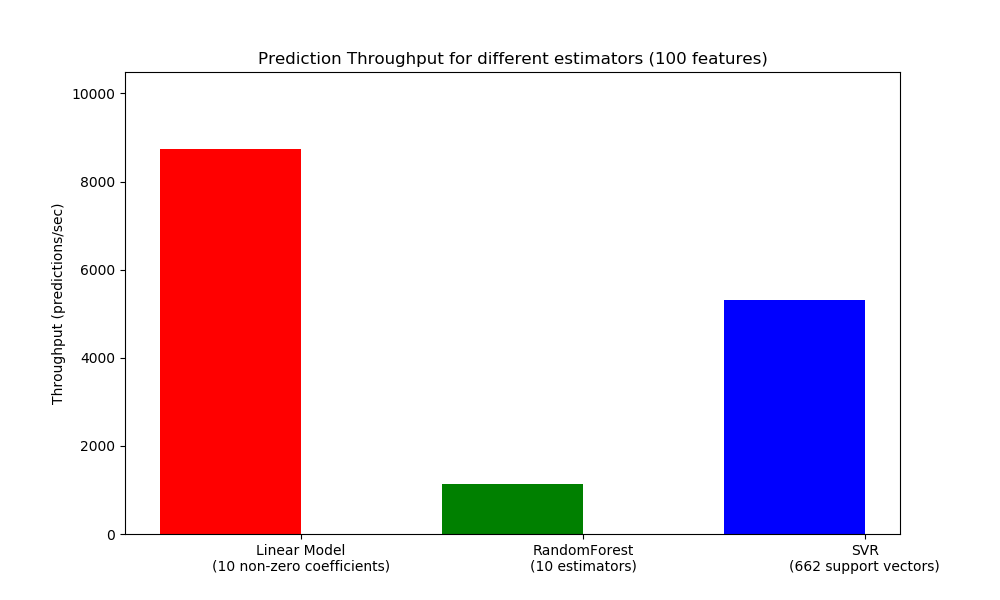 Prediction Throughput for different estimators (100 features)
10000
8000
6000
4000
2000
0
Throughput (predictions/sec)
Linear Model
(10 non-zero coefficients)
RandomForest
(10 estimators)
SVR
(662 support vectors)